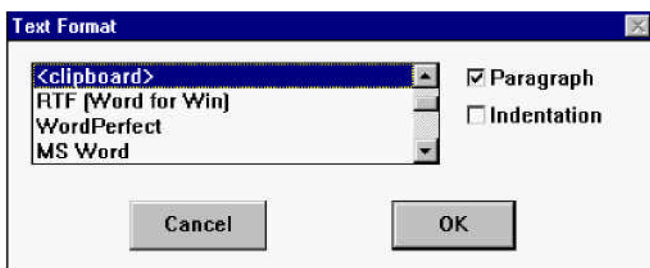 Text Format
<clipboard>
RTF (Word for Win)
WordPerfect
MS Word
Paragraph
Indentation
Cancel
OK